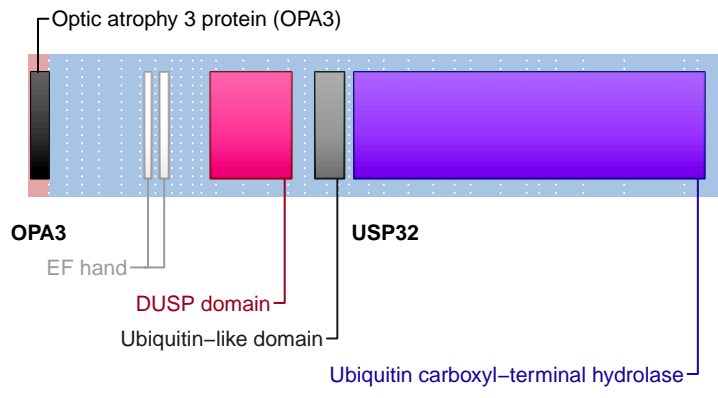 Optic atrophy 3 protein (OPA3)
OPA3
USP32
EF hand
DUSP domain
Ubiquitin−like domain
Ubiquitin carboxyl−terminal hydrolase